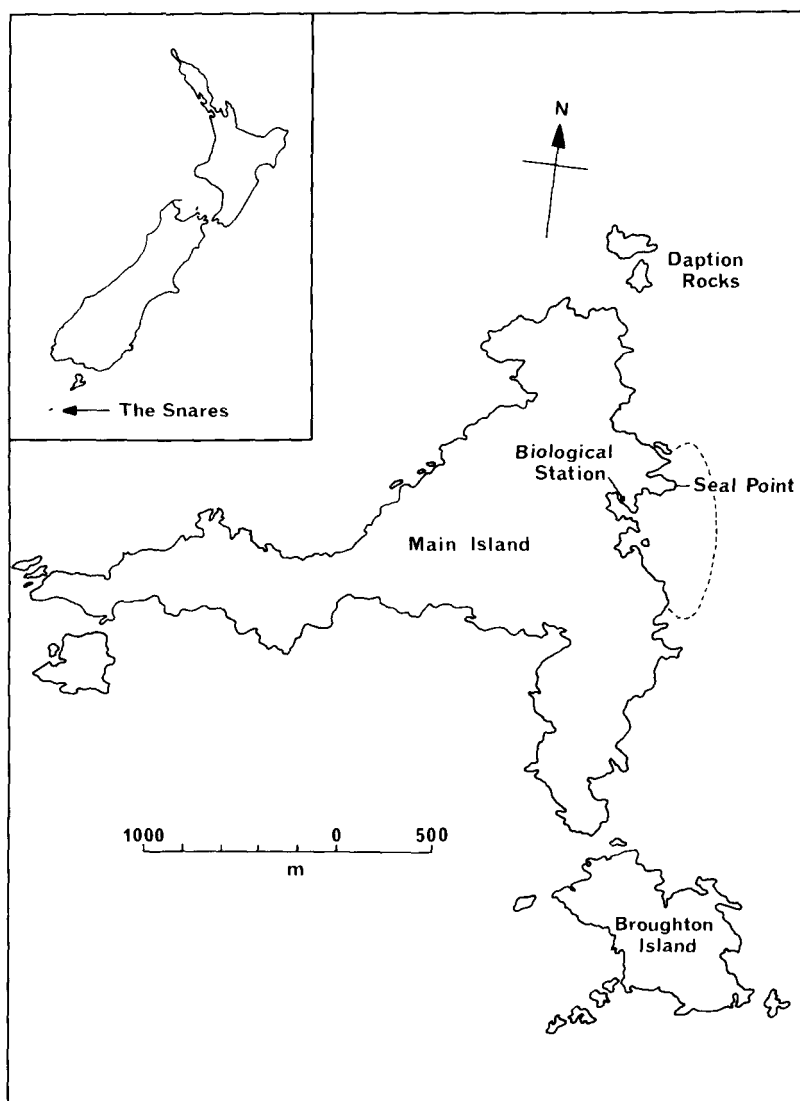 The Snares
N
Daption
Rocks
Biological
Station
Seal Point
Main Island
1000 0 500
m
Broughton
Island